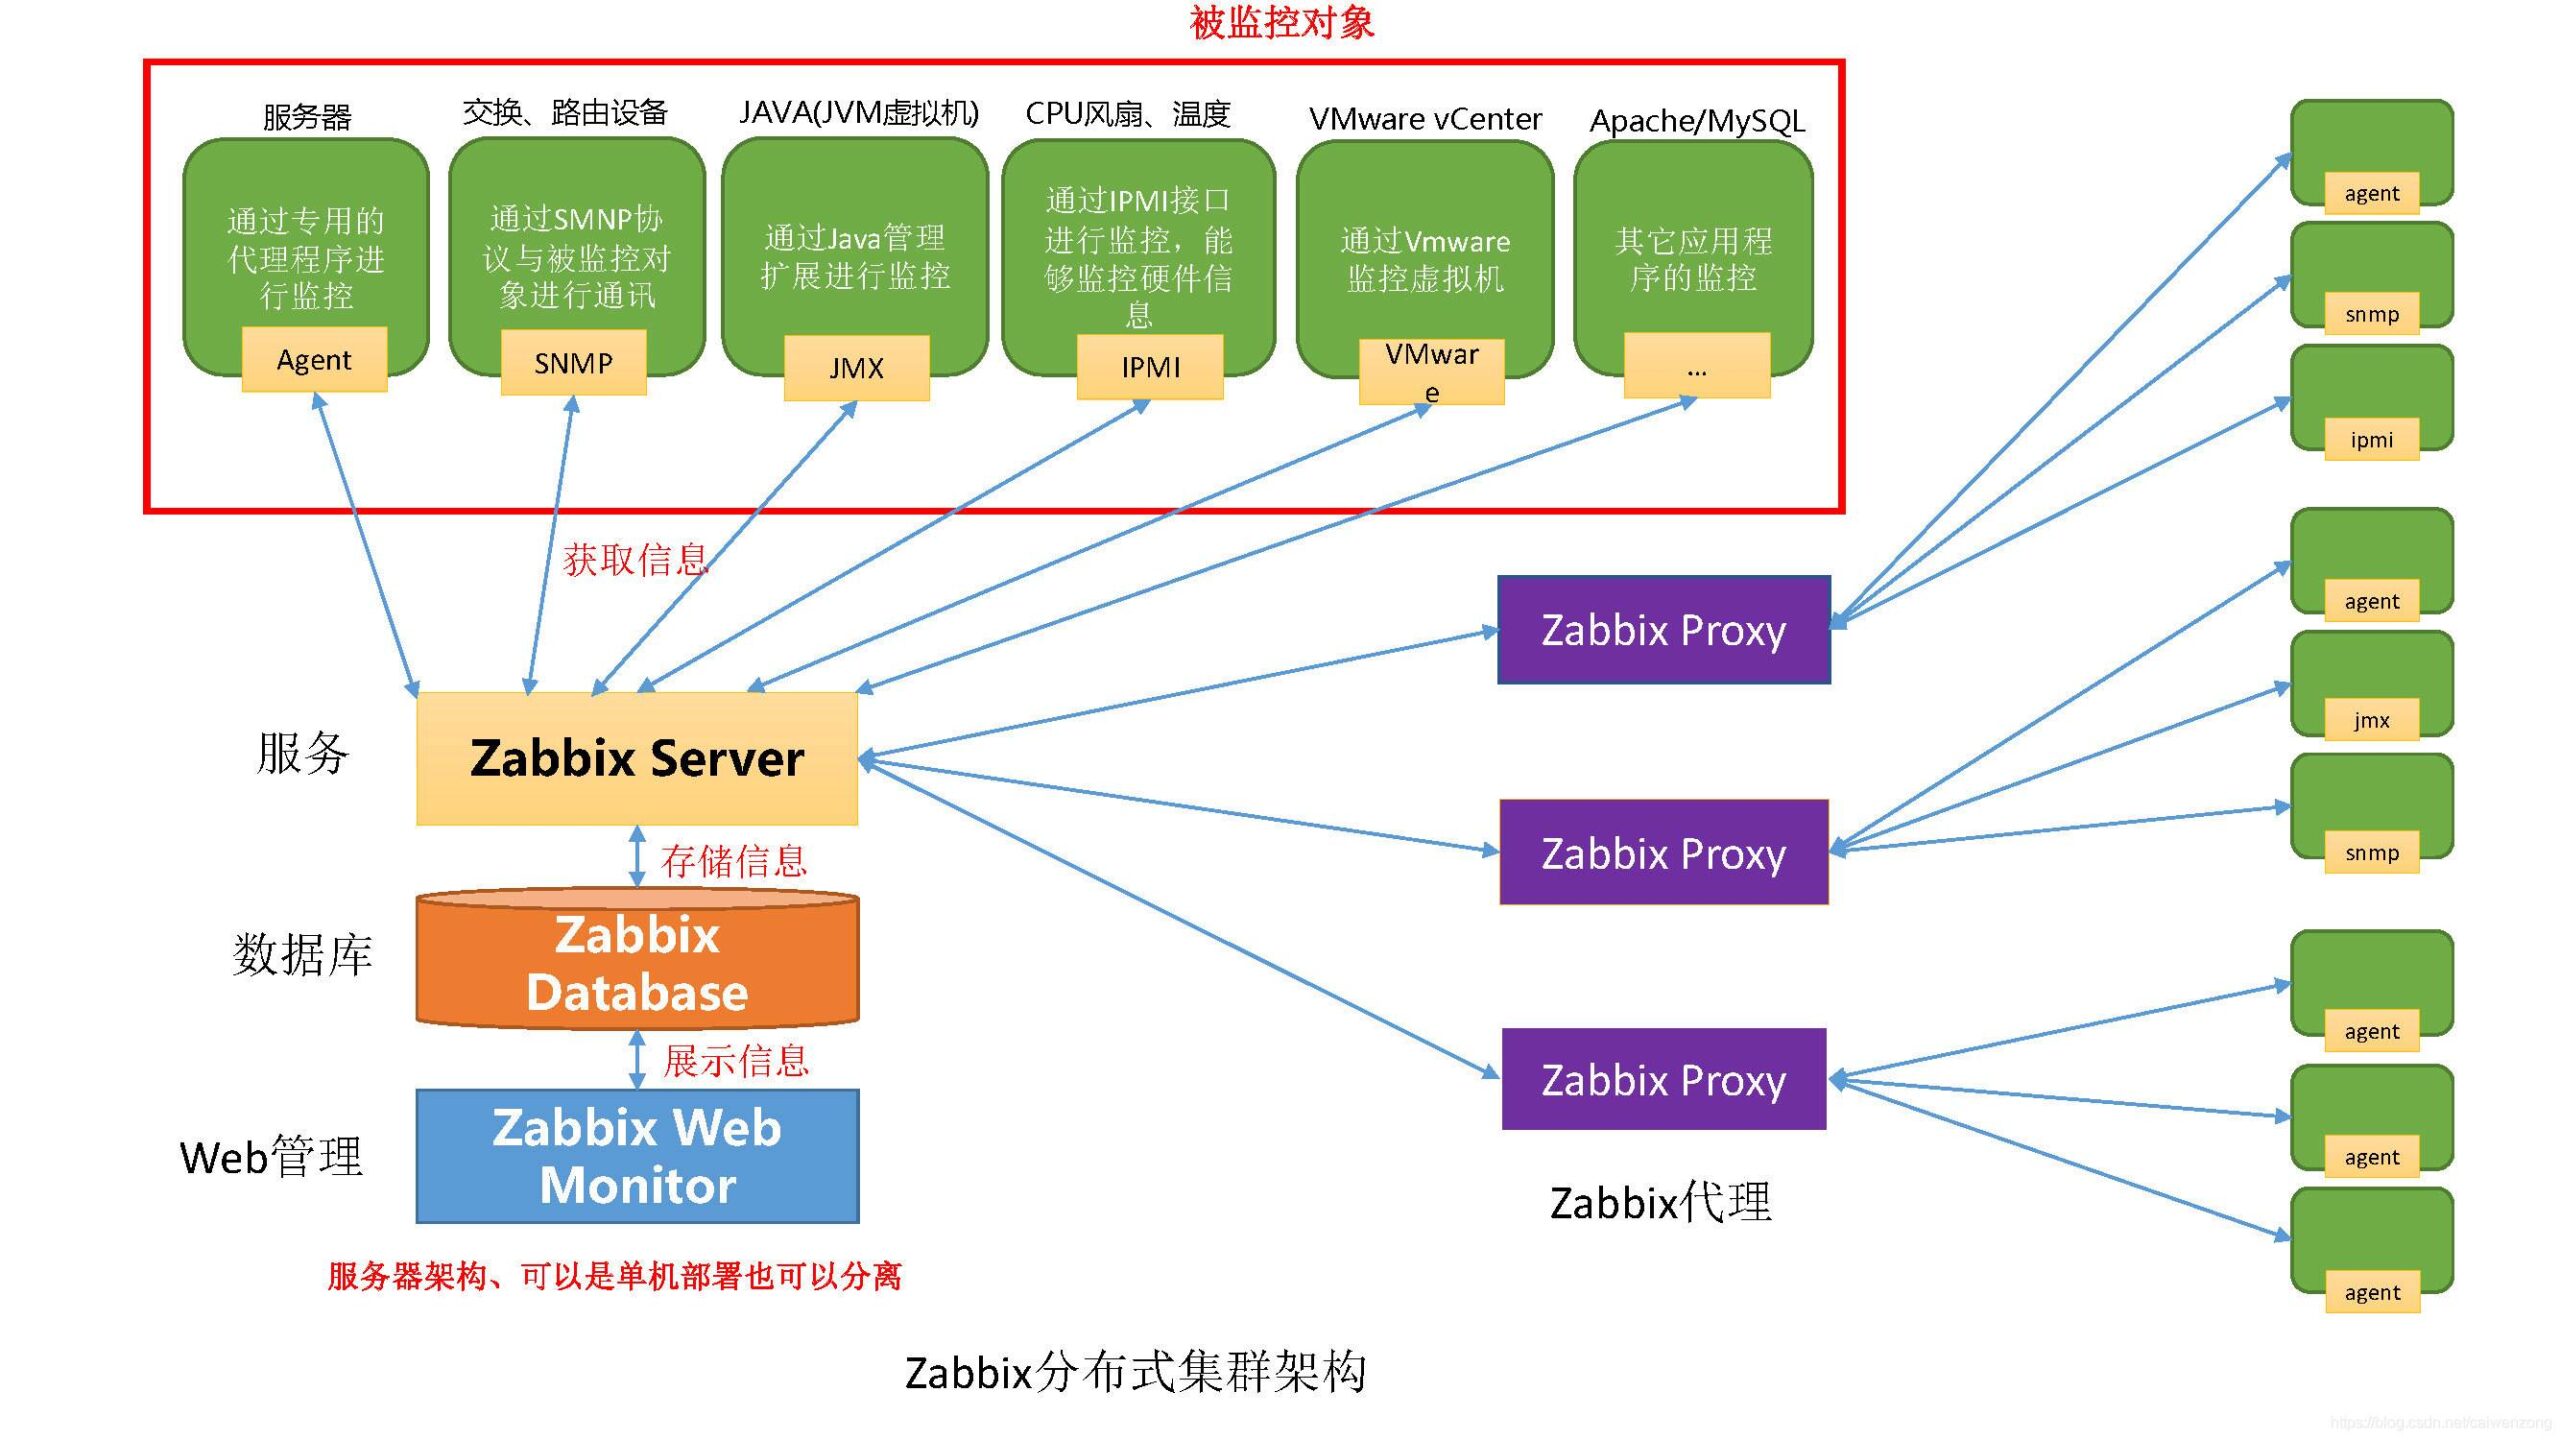 被监控对象
服务器
交换、路由设备
JAVA(JVM虚拟机)
CPU风扇、温度
VMware vCenter
Apache/MySQL
通过专用的
代理程序进
行监控
Agent
通过SMNP协
议与被监控对
象进行通讯
SNMP
通过Java管理
扩展进行监控
JMX
通过IPMI接口
进行监控，能
够监控硬件信
息
IPMI
通过Vmware
监控虚拟机
VMwar
e
其它应用程
序的监控
...
获取信息
服务
Zabbix Server
存储信息
数据库
Zabbix
Database
展示信息
Web管理
Zabbix Web
Monitor
服务器架构、可以是单机部署也可以分离
Zabbix Proxy
Zabbix Proxy
Zabbix Proxy
Zabbix代理
agent
snmp
ipmi
agent
jmx
snmp
agent
agent
agent
Zabbix分布式集群架构
https://blog.csdn.net/caiwenzong